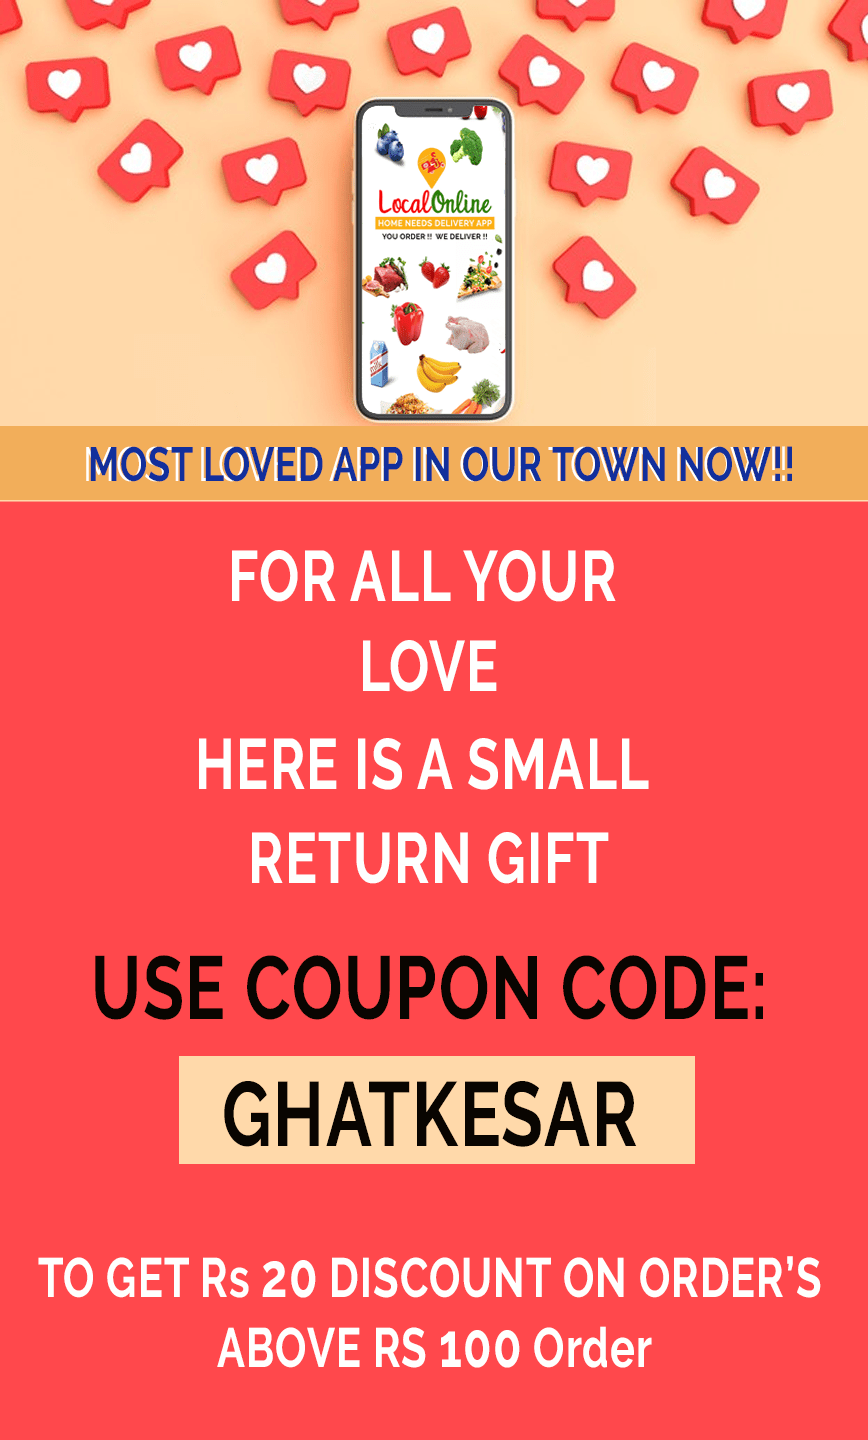 LocalOnline
HOME NEEDS DELIVERY APP
YOU ORDER !! WE DELIVER !!
milk
MOST LOVED APP IN OUR TOWN NOW!!
FOR ALL YOUR
LOVE
HERE IS A SMALL
RETURN GIFT
USE COUPON CODE:
GHATKESAR
TO GET Rs 20 DISCOUNT ON ORDER’S
ABOVE RS 100 Order